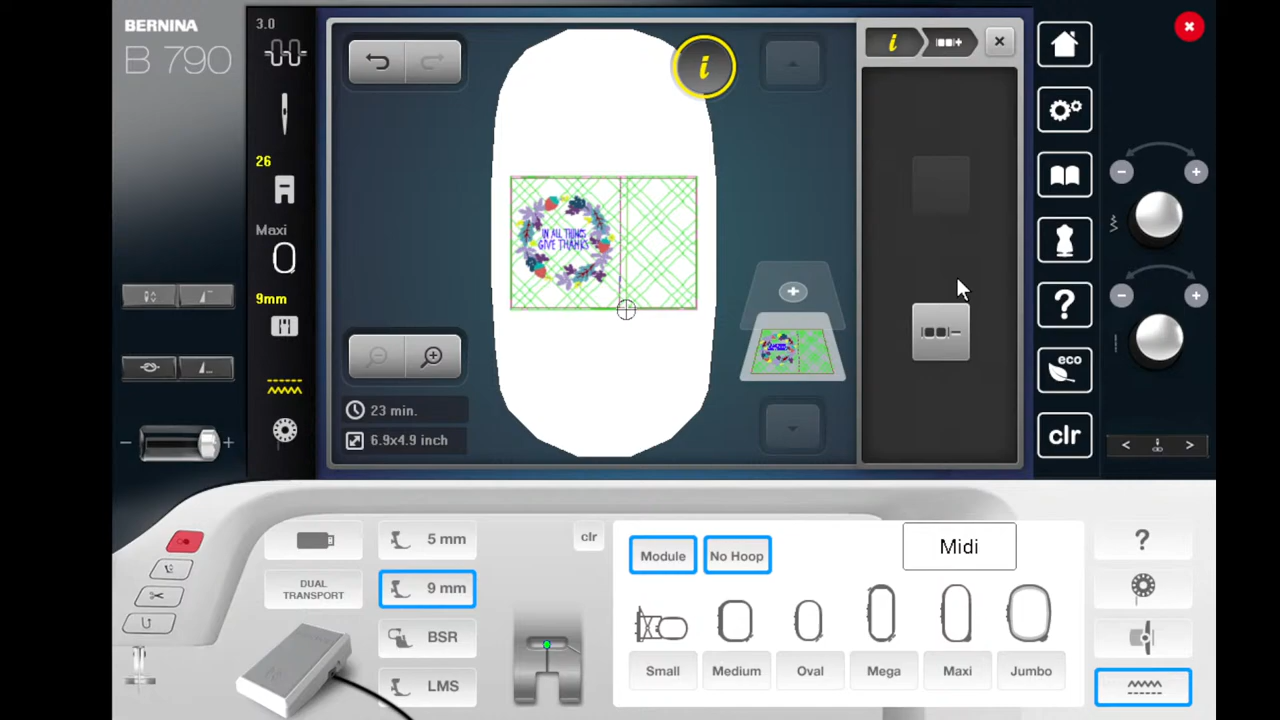 BERNINA
B 790
3.0
26
Maxi
9mm
i
i
IN ALL THINGS
GIVE THANKS
23 min.
6.9x4.9 inch
?
eco
clr
DUAL
TRANSPORT
5 mm
9 mm
BSR
LMS
clr
Module
No Hoop
Midi
Small
Medium
Oval
Mega
Maxi
Jumbo
?